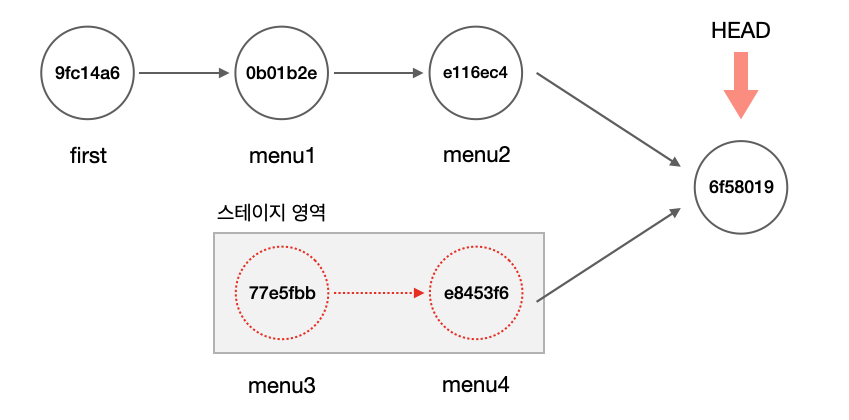 HEAD
9fc14a6
0b01b2e
e116ec4
first
menu1
menu2
6f58019
스테이지 영역
77e5fbb
e8453f6
menu3
menu4